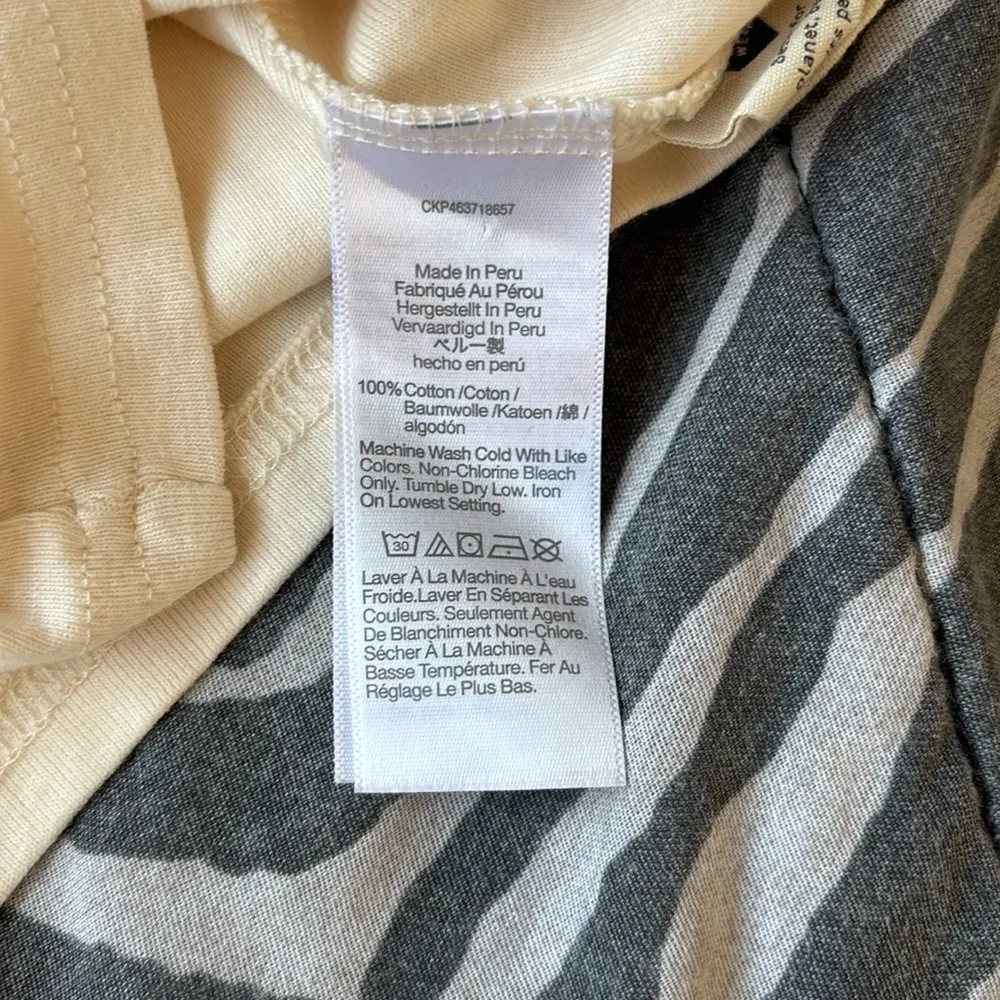 planet.
CKP463718657
Made In Peru
Fabriqué Au Pérou
Hergestellt In Peru
Vervaardigd In Peru
ペルー製
hecho en perú
100% Cotton /Coton /
Baumwolle /Katoen /綿 /
algodón
Machine Wash Cold With Like
Colors. Non-Chlorine Bleach
Only. Tumble Dry Low. Iron
On Lowest Setting.
30
Laver À La Machine À L'eau
Froide.Laver En Séparant Les
Couleurs. Seulement Agent
De Blanchiment Non-Chlore.
Sécher À La Machine À
Basse Température. Fer Au
Réglage Le Plus Bas.